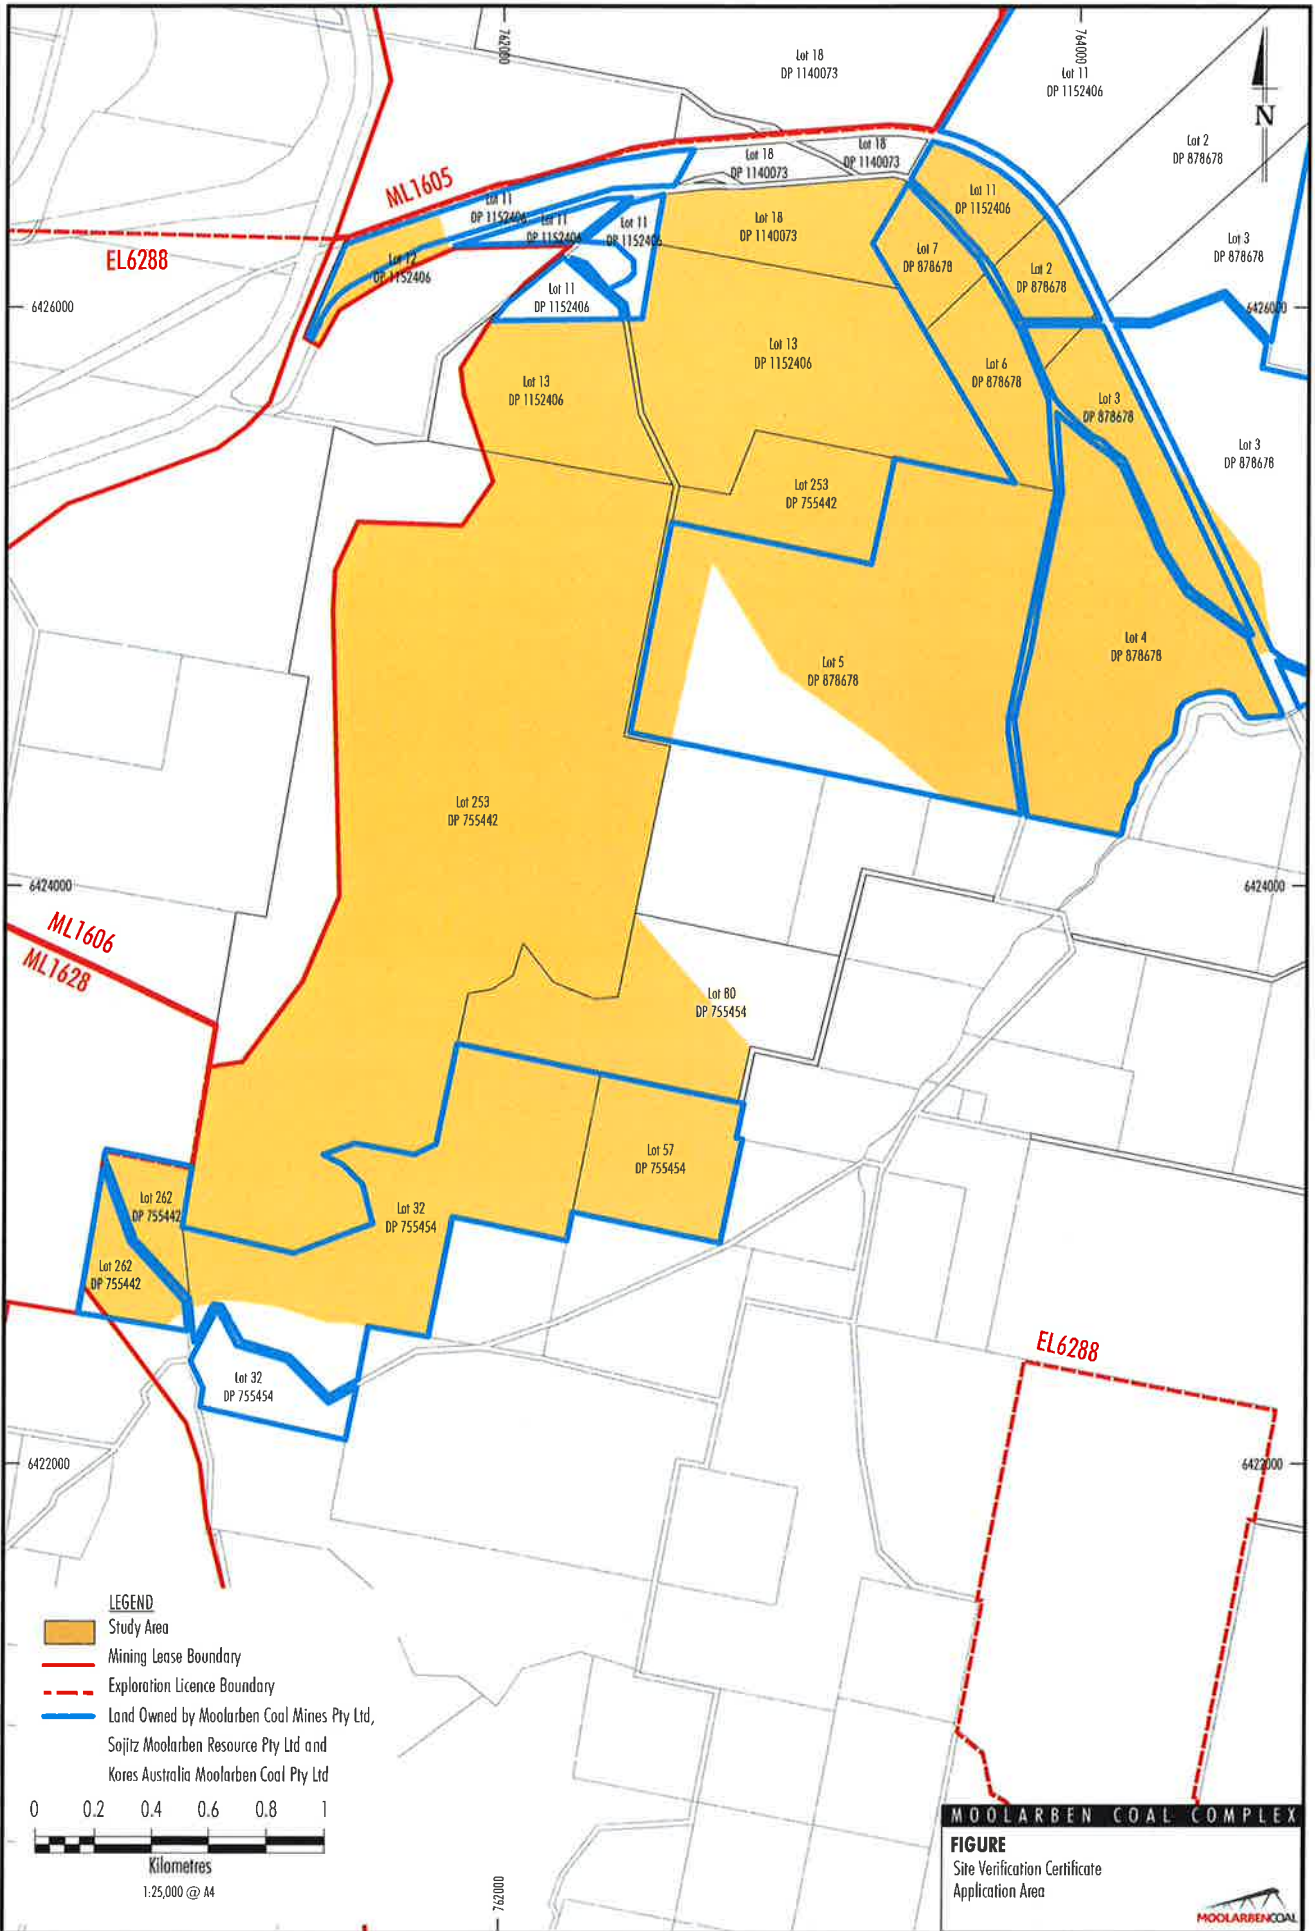 762000
764000
Lot 18
DP 1140073
Lot 11
DP 1152406
N
Lot 2
DP 878678
Lot 18
DP 1140073
Lot 18
DP 1140073
ML1605
Lot 11
DP 1152406
Lot 11
DP 1152406
Lot 11
DP 1152406
Lot 11
DP 1152406
Lot 18
DP 1140073
Lot 7
DP 878678
Lot 2
DP 878678
Lot 3
DP 878678
EL6288
Lot 12
DP 1152406
Lot 11
DP 1152406
6426000
6426000
Lot 13
DP 1152406
Lot 13
DP 1152406
Lot 6
DP 878678
Lot 3
DP 878678
Lot 3
DP 878678
Lot 253
DP 755442
Lot 5
DP 878678
Lot 4
DP 878678
Lot 253
DP 755442
6424000
6424000
ML1606
ML1628
Lot 80
DP 755454
Lot 57
DP 755454
Lot 262
DP 755442
Lot 32
DP 755454
Lot 262
DP 755442
Lot 32
DP 755454
EL6288
6422000
6422000
LEGEND
Study Area
Mining Lease Boundary
Exploration Licence Boundary
Land Owned by Moolarben Coal Mines Pty Ltd,
Sojitz Moolarben Resource Pty Ltd and
Kores Australia Moolarben Coal Pty Ltd
0 0.2 0.4 0.6 0.8 1
Kilometres
1:25,000 @ A4
762000
MOOLARBEN COAL COMPLEX
FIGURE
Site Verification Certificate
Application Area
MOOLARBENCOAL